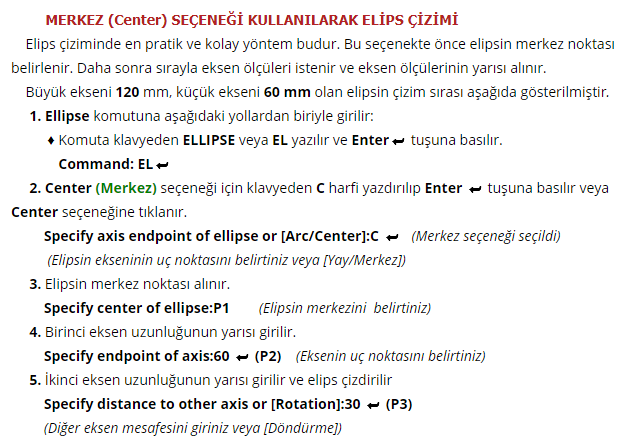 MERKEZ (Center) SEÇENEĞİ KULLANILARAK ELİPS ÇİZİMİ
Elips çiziminde en pratik ve kolay yöntem budur. Bu seçenekte önce elipsin merkez noktası
belirlenir. Daha sonra sırayla eksen ölçüleri istenir ve eksen ölçülerinin yarısı alınır.
Büyük ekseni 120 mm, küçük ekseni 60 mm olan elipsin çizim sırası aşağıda gösterilmiştir.
1. Ellipse komutuna aşağıdaki yollardan biriyle girilir:
♦ Komuta klavyeden ELLIPSE veya EL yazılır ve Enter ↵ tuşuna basılır.
Command: EL ↵
2. Center (Merkez) seçeneği için klavyeden C harfi yazdırılıp Enter ↵ tuşuna basılır veya
Center seçeneğine tıklanır.
Specify axis endpoint of ellipse or [Arc/Center]:C ↵ (Merkez seçeneği seçildi)
(Elipsin ekseninin uç noktasını belirtiniz veya [Yay/Merkez])
3. Elipsin merkez noktası alınır.
Specify center of ellipse:P1 (Elipsin merkezini belirtiniz)
4. Birinci eksen uzunluğunun yarısı girilir.
Specify endpoint of axis:60 ↵ (P2) (Eksenin uç noktasını belirtiniz)
5. İkinci eksen uzunluğunun yarısı girilir ve elips çizdirilir
Specify distance to other axis or [Rotation]:30 ↵ (P3)
(Diğer eksen mesafesini giriniz veya [Döndürme])